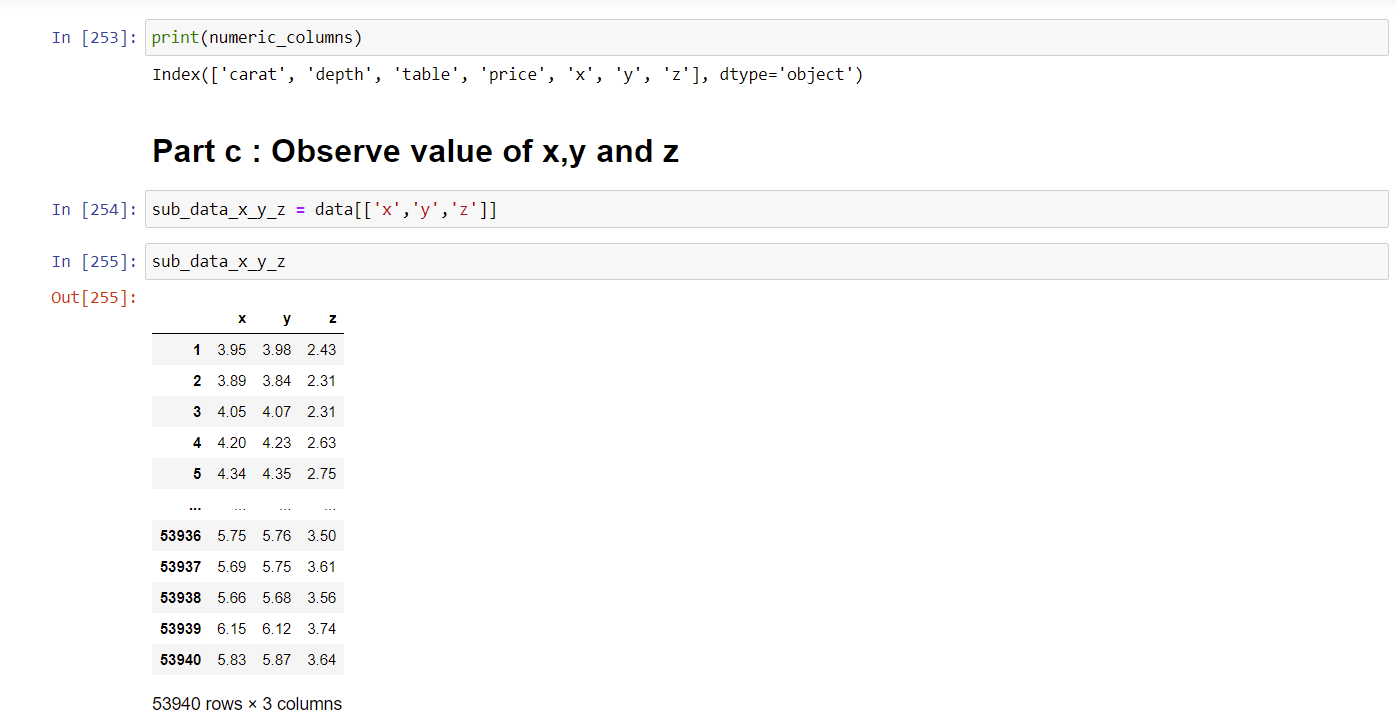 In [253]: print(numeric_columns)
Index(['carat', 'depth', 'table', 'price', 'x', 'y', 'z'], dtype='object')
Part c : Observe value of x,y and z
In [254]: sub_data_x_y_z = data[['x','y','z']]
In [255]: sub_data_x_y_z
Out[255]:
x y z
1 3.95 3.98 2.43
2 3.89 3.84 2.31
3 4.05 4.07 2.31
4 4.20 4.23 2.63
5 4.34 4.35 2.75
... ... ... ...
53936 5.75 5.76 3.50
53937 5.69 5.75 3.61
53938 5.66 5.68 3.56
53939 6.15 6.12 3.74
53940 5.83 5.87 3.64
53940 rows × 3 columns